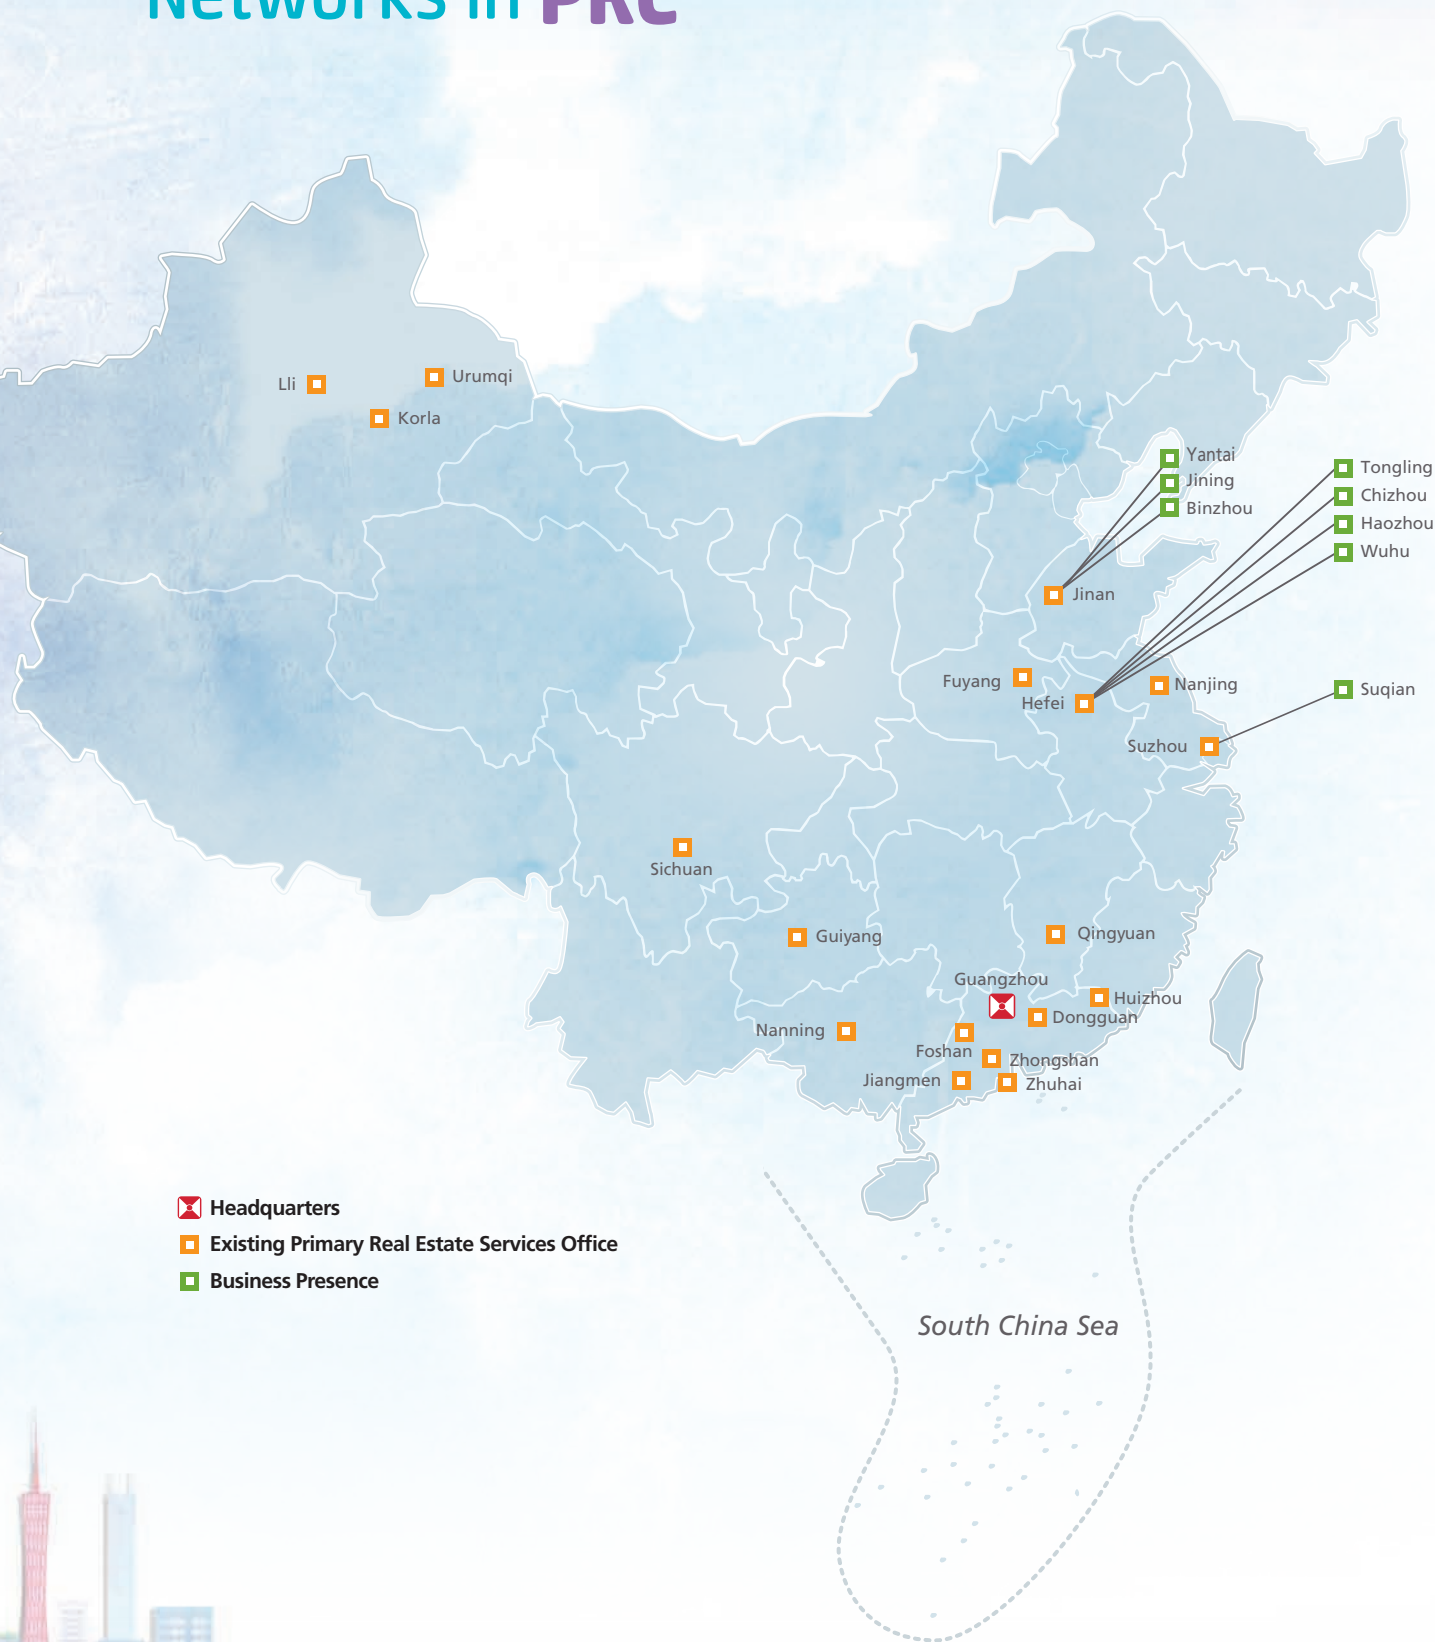 Networks in PRC
Lli
Urumqi
Korla
Yantai
Jining
Binzhou
Tongling
Chizhou
Haozhou
Wuhu
Jinan
Fuyang
Hefei
Nanjing
Suqian
Suzhou
Sichuan
Guiyang
Qingyuan
Guangzhou
Huizhou
Dongguan
Nanning
Foshan
Zhongshan
Jiangmen
Zhuhai
Headquarters
Existing Primary Real Estate Services Office
Business Presence
South China Sea